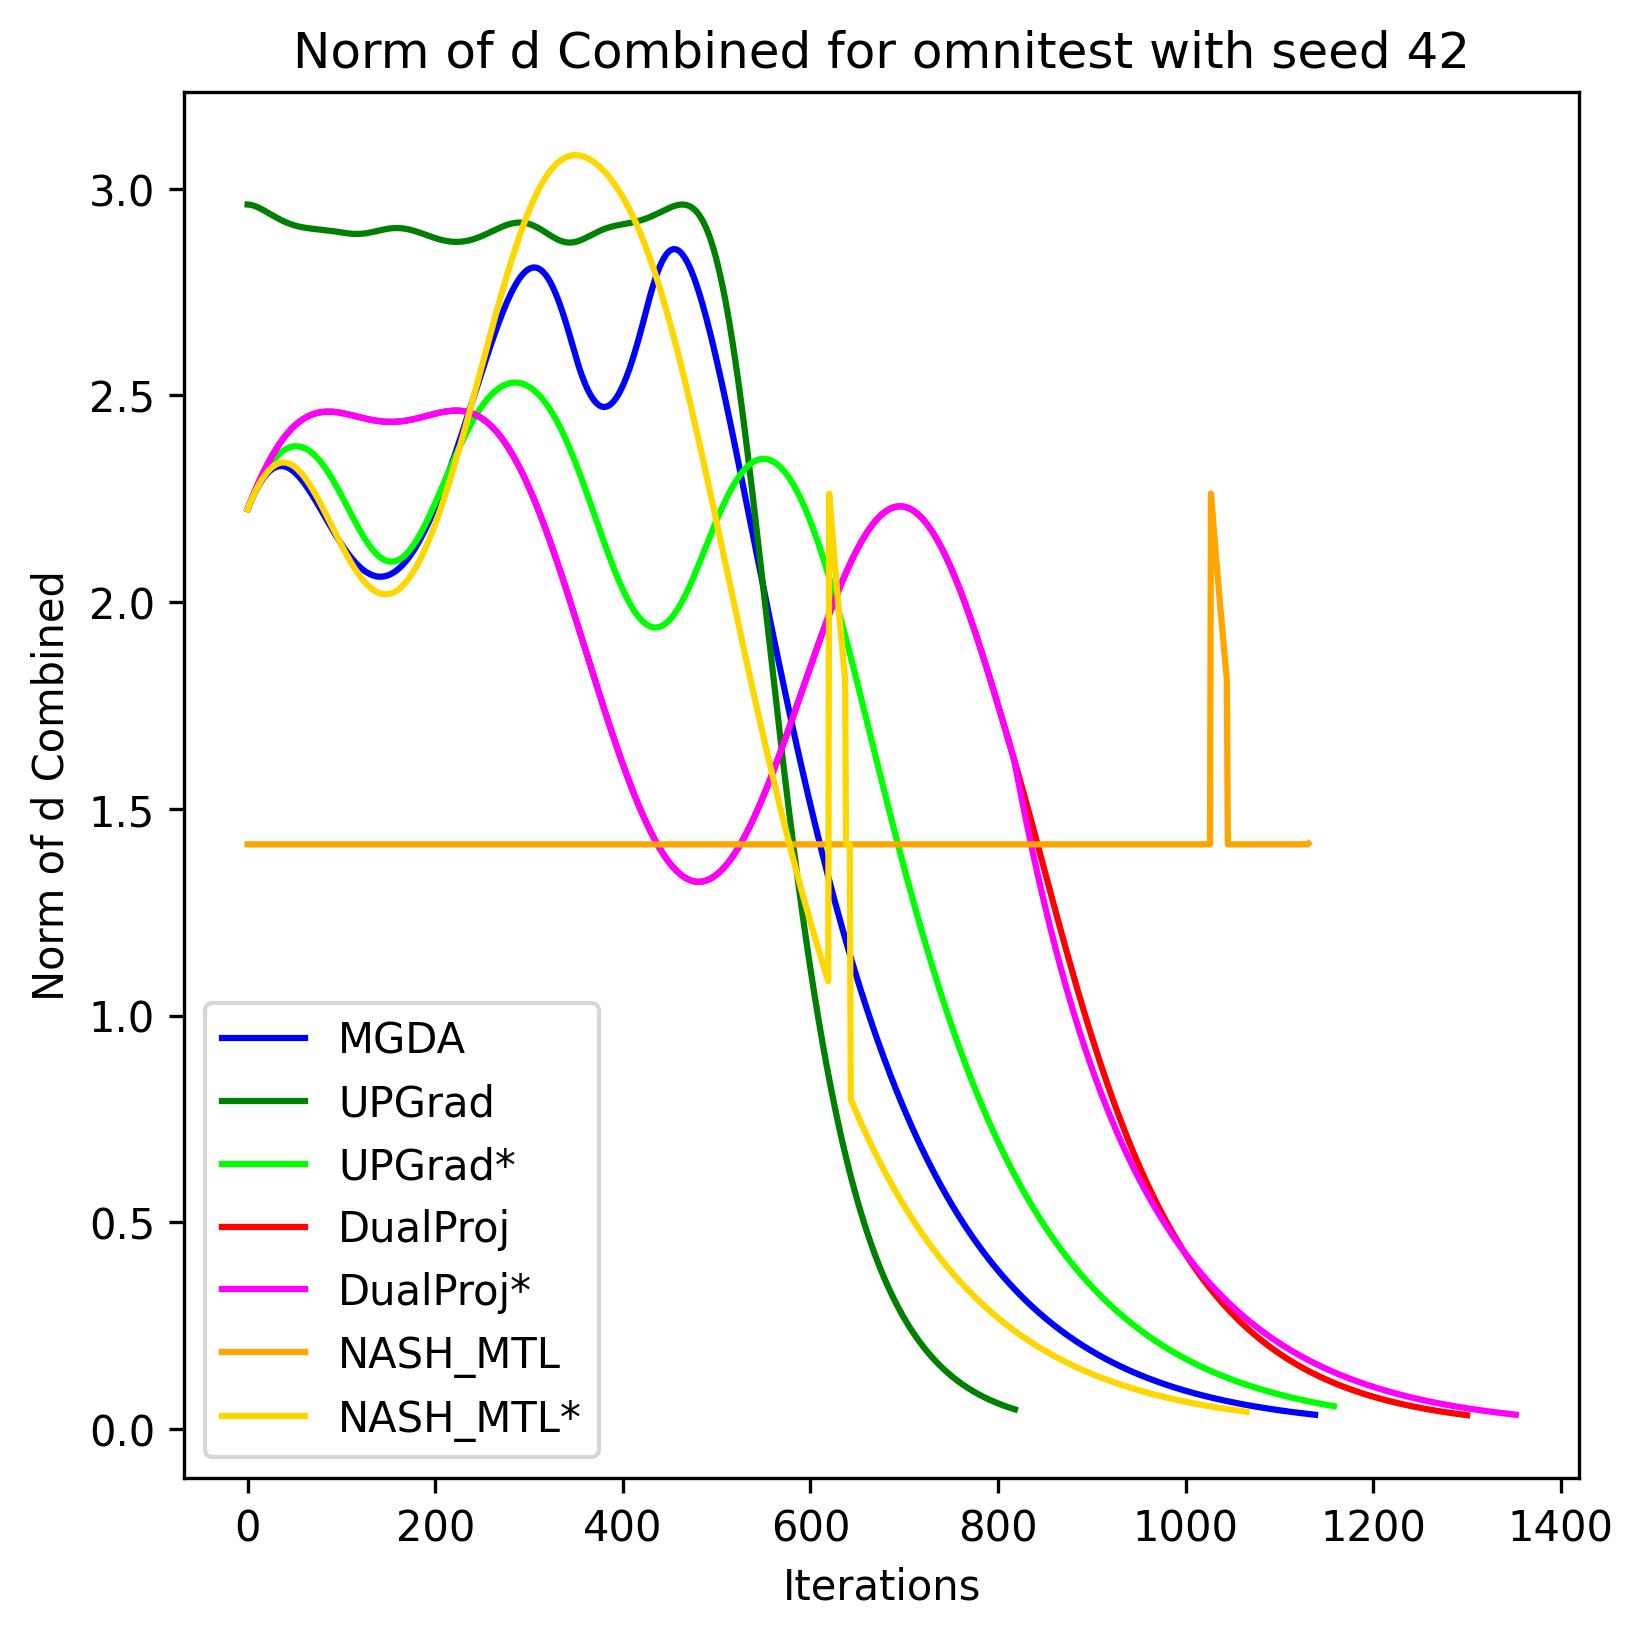 Norm of d Combined for omnitest with seed 42
Norm of d Combined
3.0
2.5
2.0
1.5
1.0
0.5
0.0
MGDA
UPGrad
UPGrad*
DualProj
DualProj*
NASH_MTL
NASH_MTL*
0 200 400 600 800 1000 1200 1400
Iterations